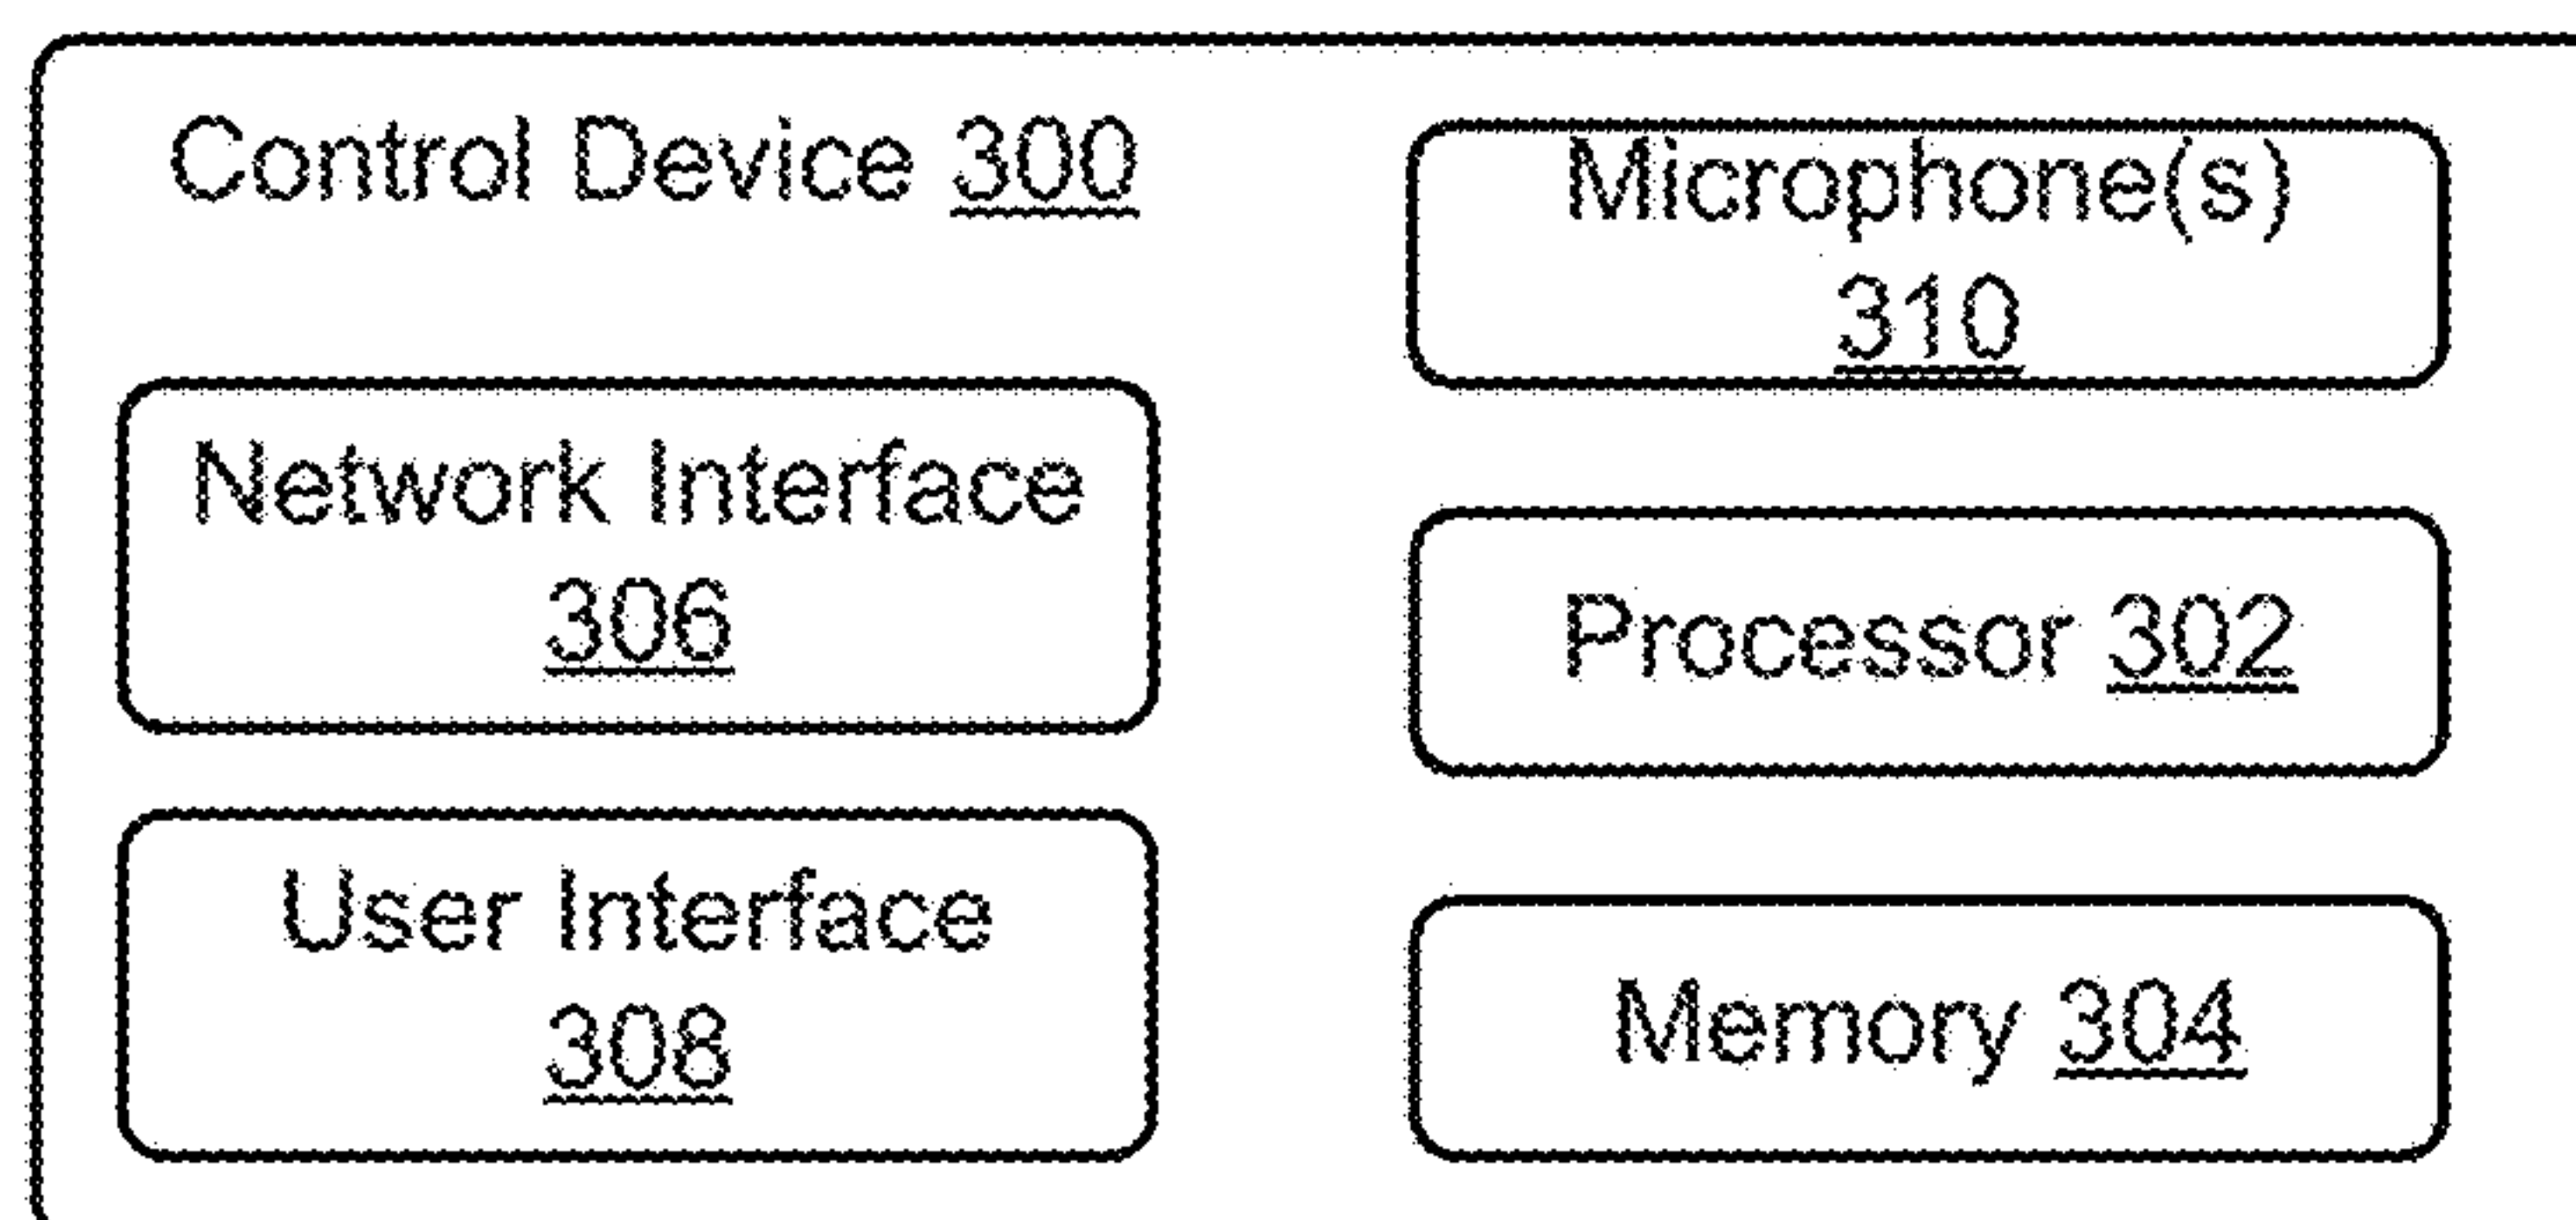 Control Device 300
Network Interface
306
User Interface
308
Microphone(s)
310
Processor 302
Memory 304